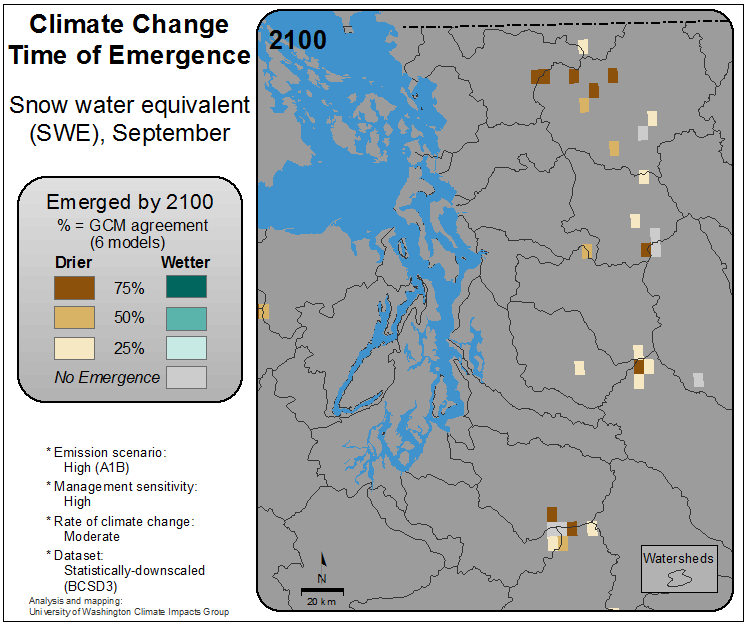 Climate Change
Time of Emergence
Snow water equivalent
(SWE), September
Emerged by 2100
% = GCM agreement
(6 models)
Drier Wetter
75%
50%
25%
No Emergence
* Emission scenario:
High (A1B)
* Management sensitivity:
High
* Rate of climate change:
Moderate
* Dataset:
Statistically-downscaled
(BCSD3)
Analysis and mapping:
University of Washington Climate Impacts Group
2100
N
20 km
Watersheds